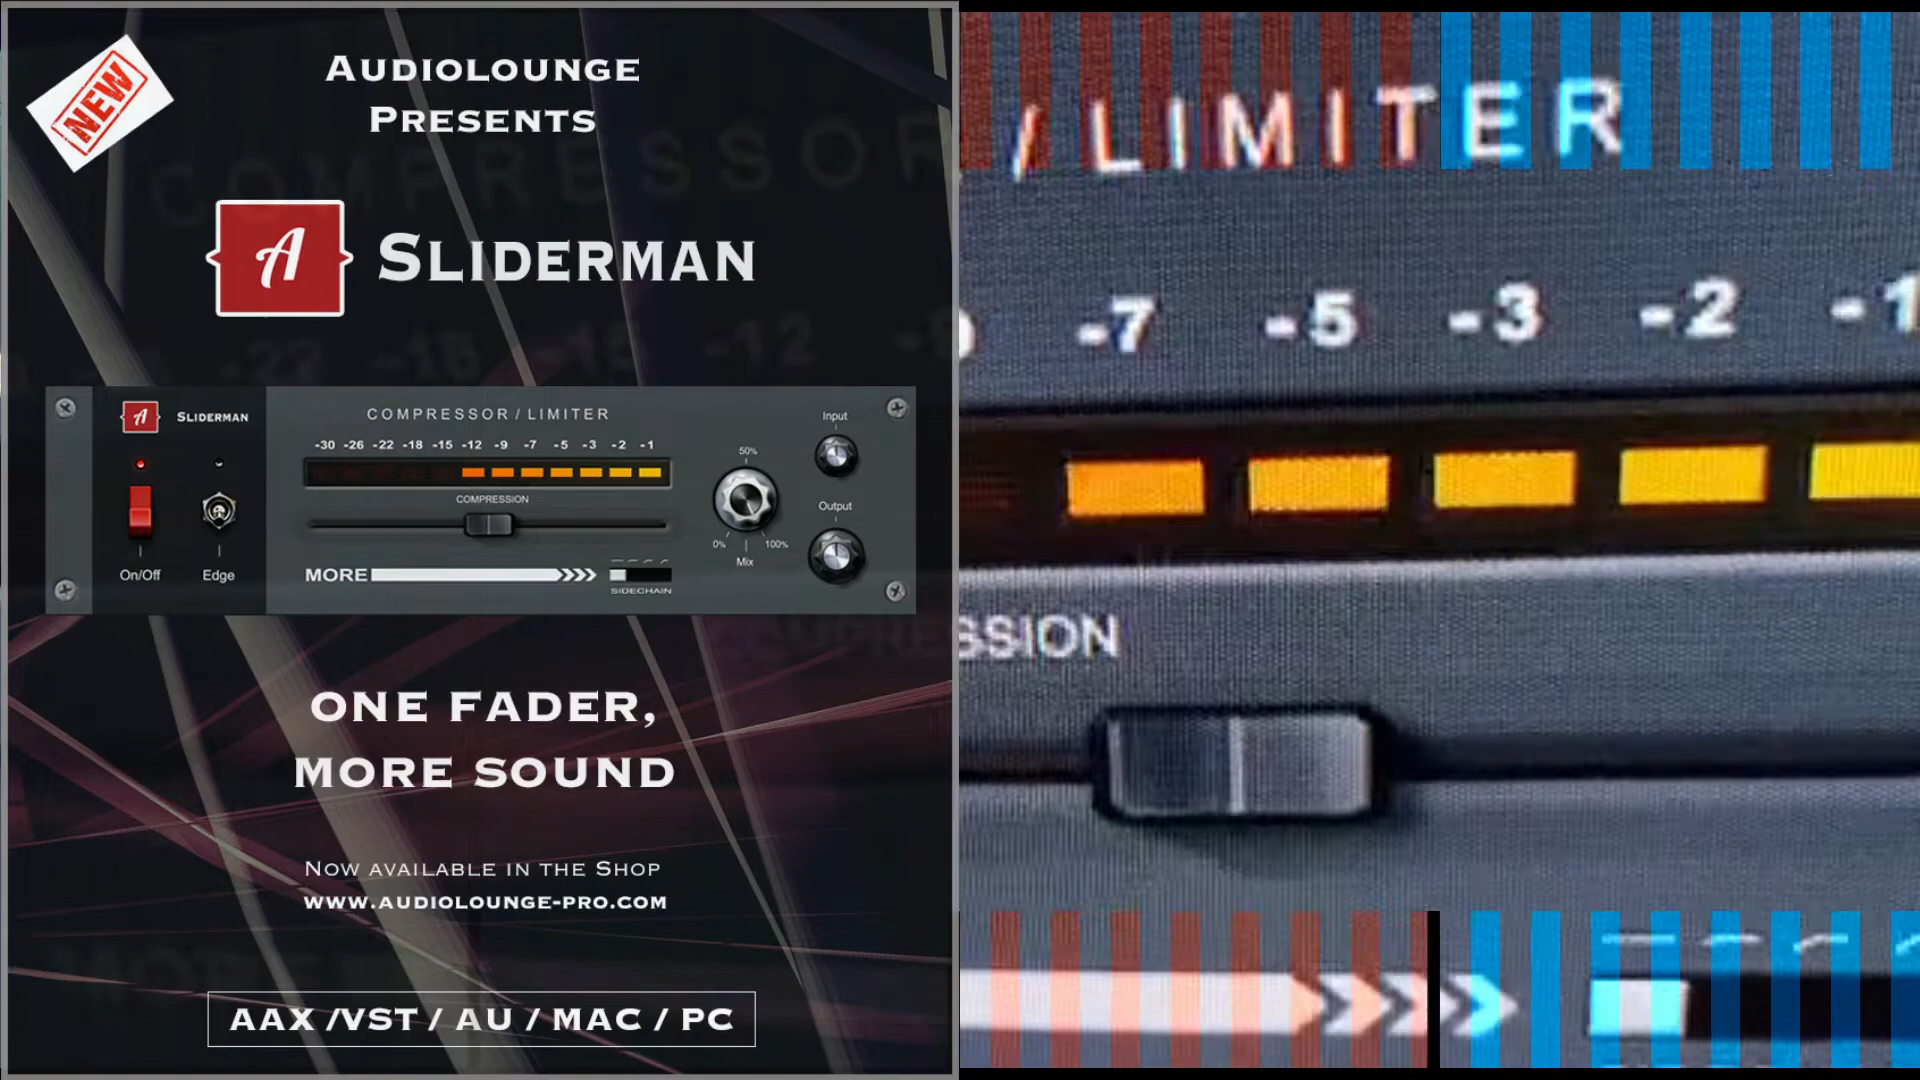 NEW
AUDIOLOUNGE
PRESENTS
A SLIDERMAN
A SLIDERMAN
COMPRESSOR / LIMITER
-30 -26 -22 -18 -15 -12 -9 -7 -5 -3 -2 -1
COMPRESSION
MORE
SIDECHAIN
On/Off
Edge
50%
0% 100%
Mix
Input
Output
ONE FADER,
MORE SOUND
NOW AVAILABLE IN THE SHOP
WWW.AUDIOLOUNGE-PRO.COM
AAX /VST / AU / MAC / PC
/ LIMITER
-7 -5 -3 -2 -1
SSION